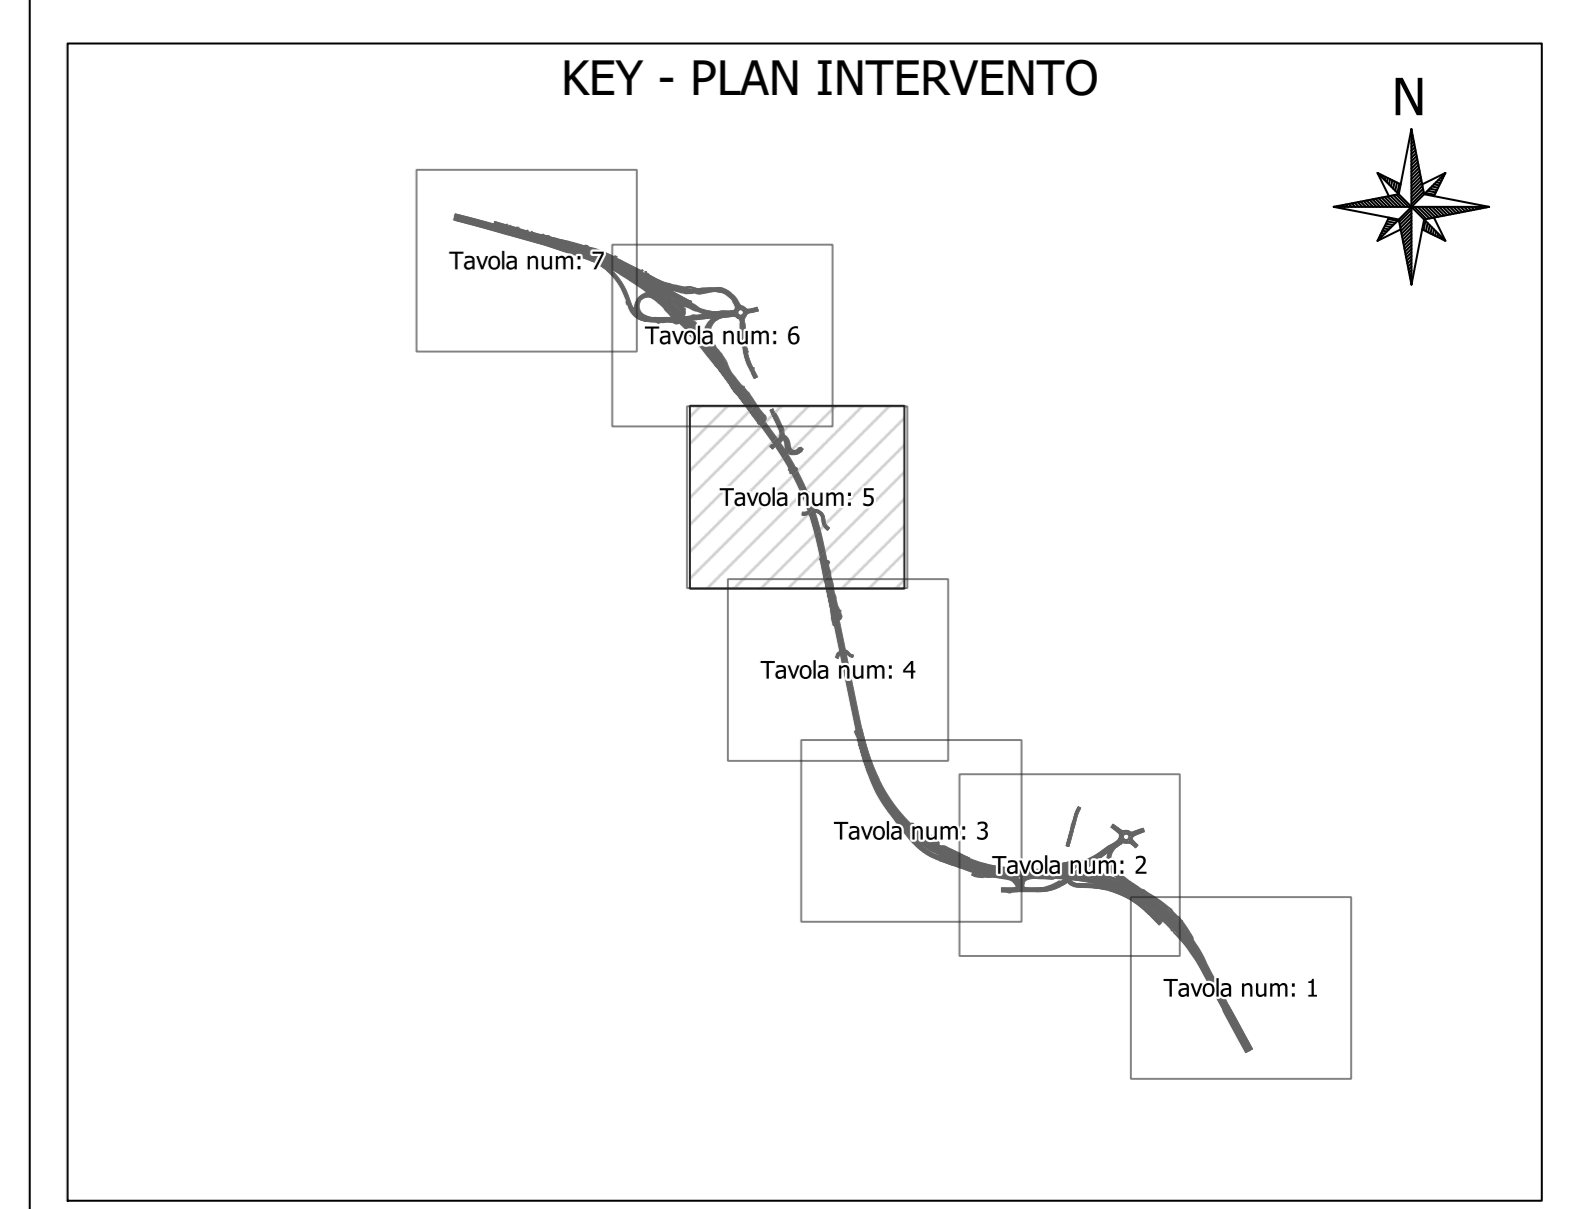 KEY - PLAN INTERVENTO
N
Tavola num: 7
Tavola num: 6
Tavola num: 5
Tavola num: 4
Tavola num: 3
Tavola num: 2
Tavola num: 1